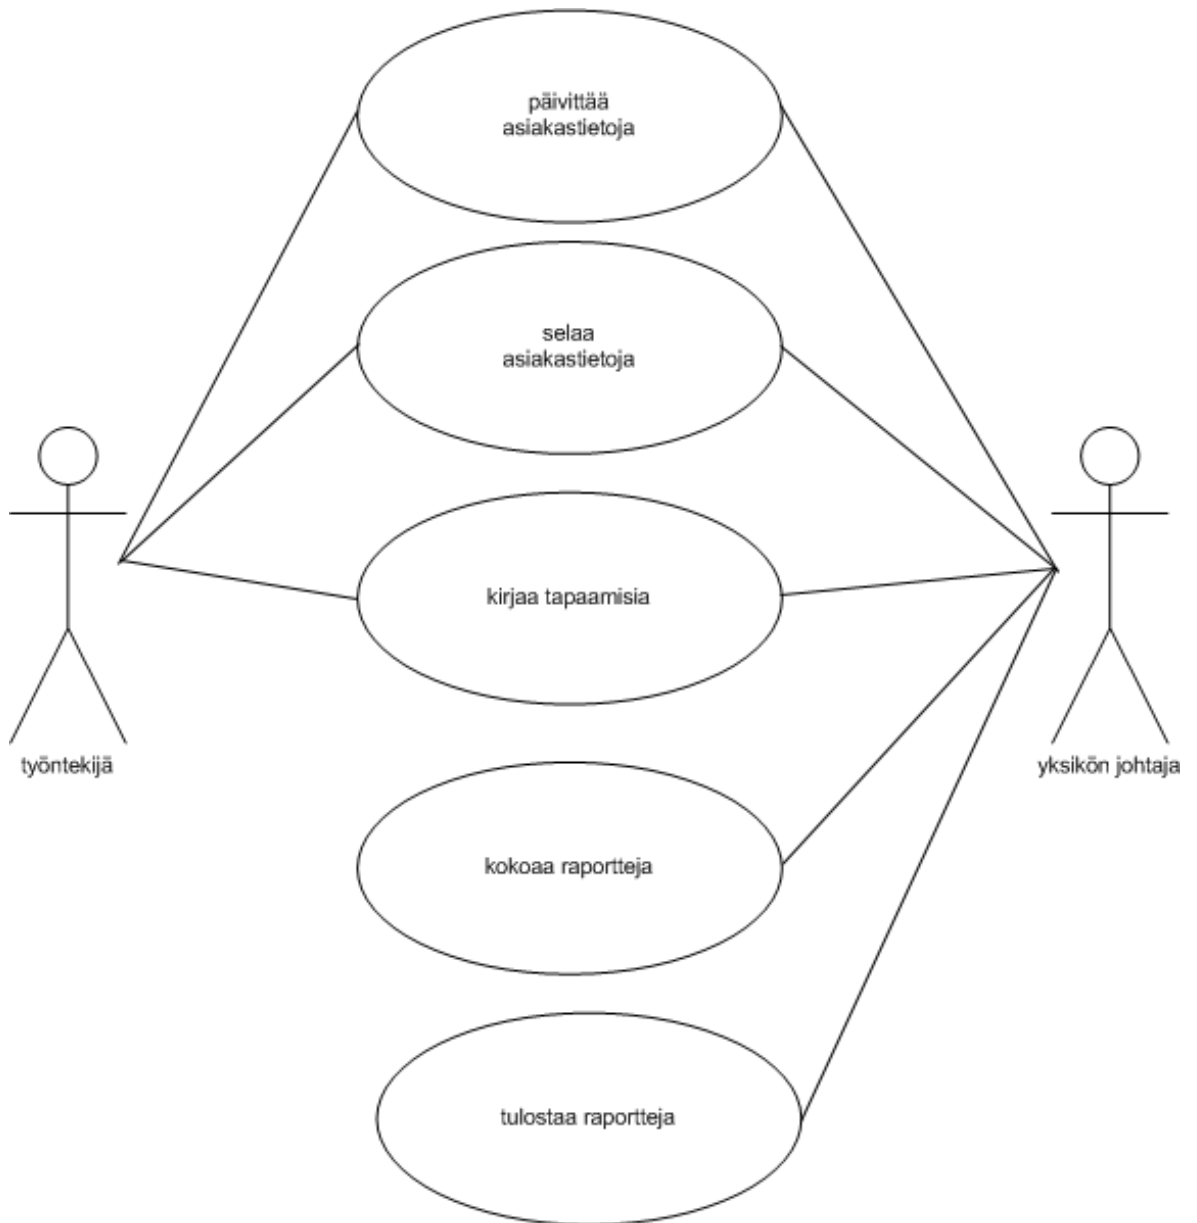 päivittää
asiakastietoja
selaa
asiakastietoja
kirjaa tapaamisia
työntekijä
yksikön johtaja
kokoaa raportteja
tulostaa raportteja